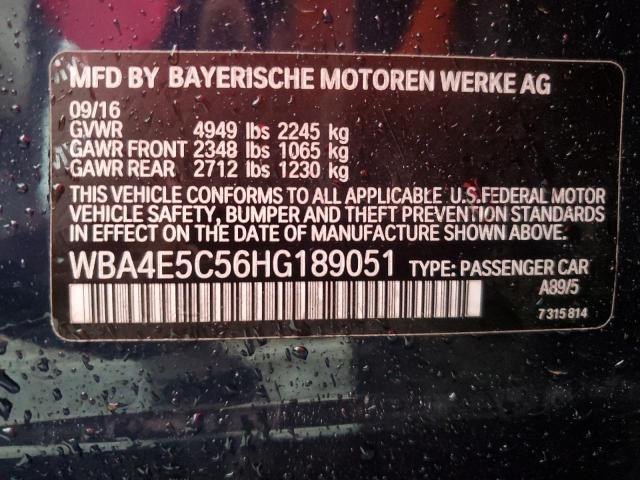 MFD BY BAYERISCHE MOTOREN WERKE AG
09/16
GVWR 4949 lbs 2245 kg
GAWR FRONT 2348 lbs 1065 kg
GAWR REAR 2712 lbs 1230 kg
THIS VEHICLE CONFORMS TO ALL APPLICABLE U.S.FEDERAL MOTOR
VEHICLE SAFETY, BUMPER AND THEFT PREVENTION STANDARDS
IN EFFECT ON THE DATE OF MANUFACTURE SHOWN ABOVE.
WBA4E5C56HG189051 TYPE: PASSENGER CAR
A89/5
7 315 814